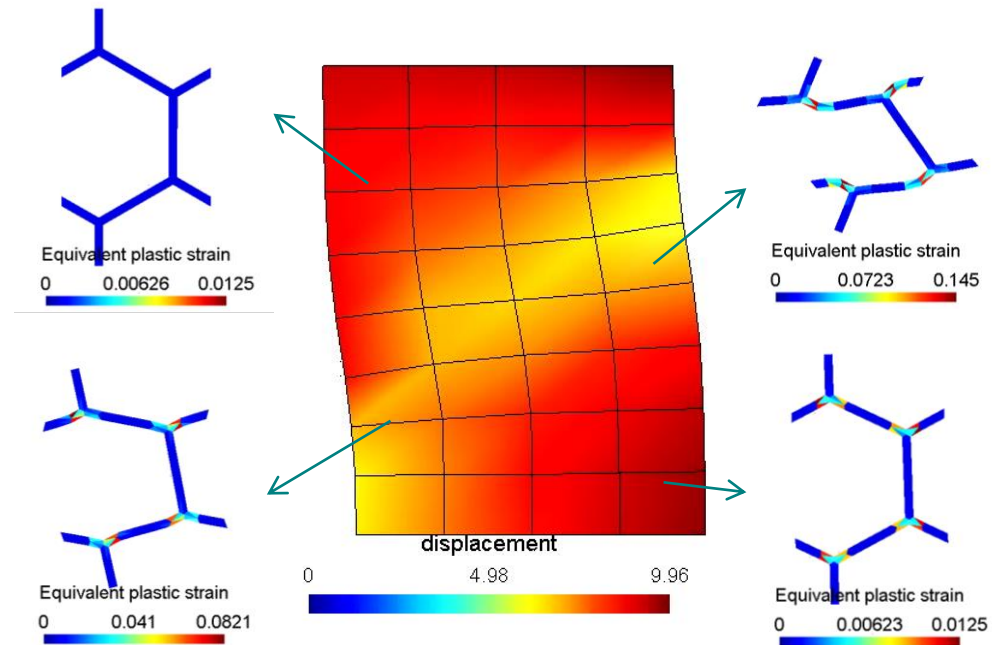 Equivalent plastic strain
0 0.00626 0.0125
Equivalent plastic strain
0 0.0723 0.145
displacement
0 4.98 9.96
Equivalent plastic strain
0 0.041 0.0821
Equivalent plastic strain
0 0.00623 0.0125